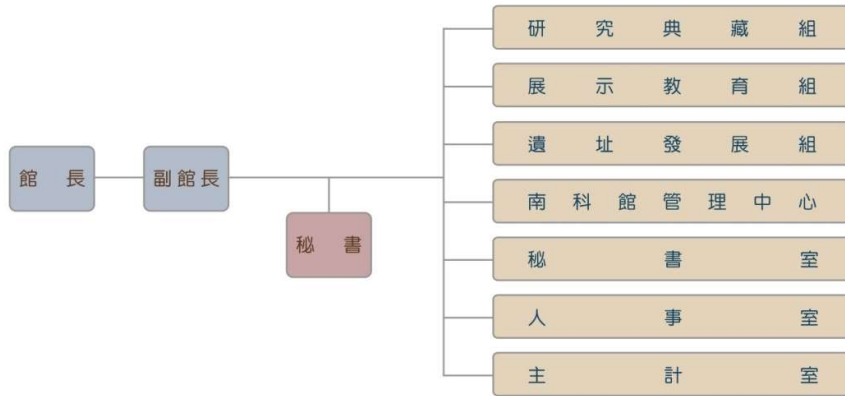 館長
副館長
秘書
研究典藏組
展示教育組
遺址發展組
南科館管理中心
秘書室
人事室
主計室